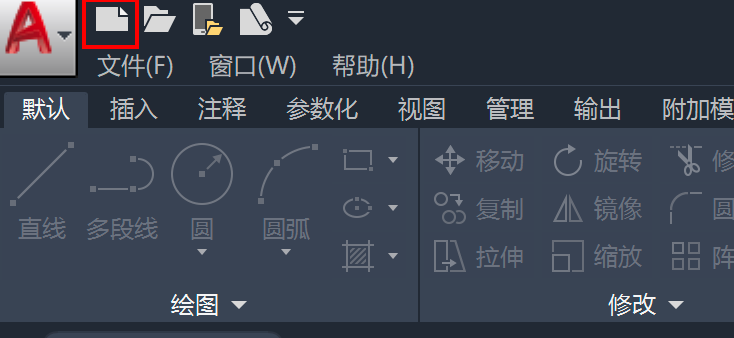 文件(F) 窗口(W) 帮助(H)
默认 插入 注释 参数化 视图 管理 输出 附加模
移动 旋转 修
直线 多段线 圆 圆弧 复制 镜像 圆
拉伸 缩放 阵
绘图 修改